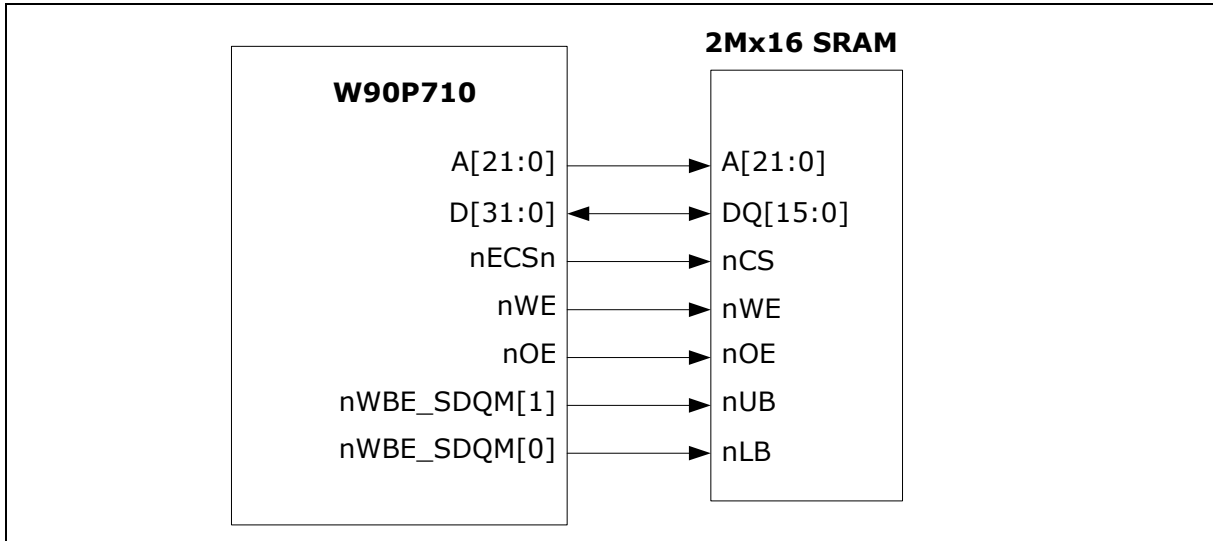 2Mx16 SRAM
W90P710
A[21:0] A[21:0]
D[31:0] DQ[15:0]
nECSn nCS
nWE nWE
nOE nOE
nWBE_SDQM[1] nUB
nWBE_SDQM[0] nLB